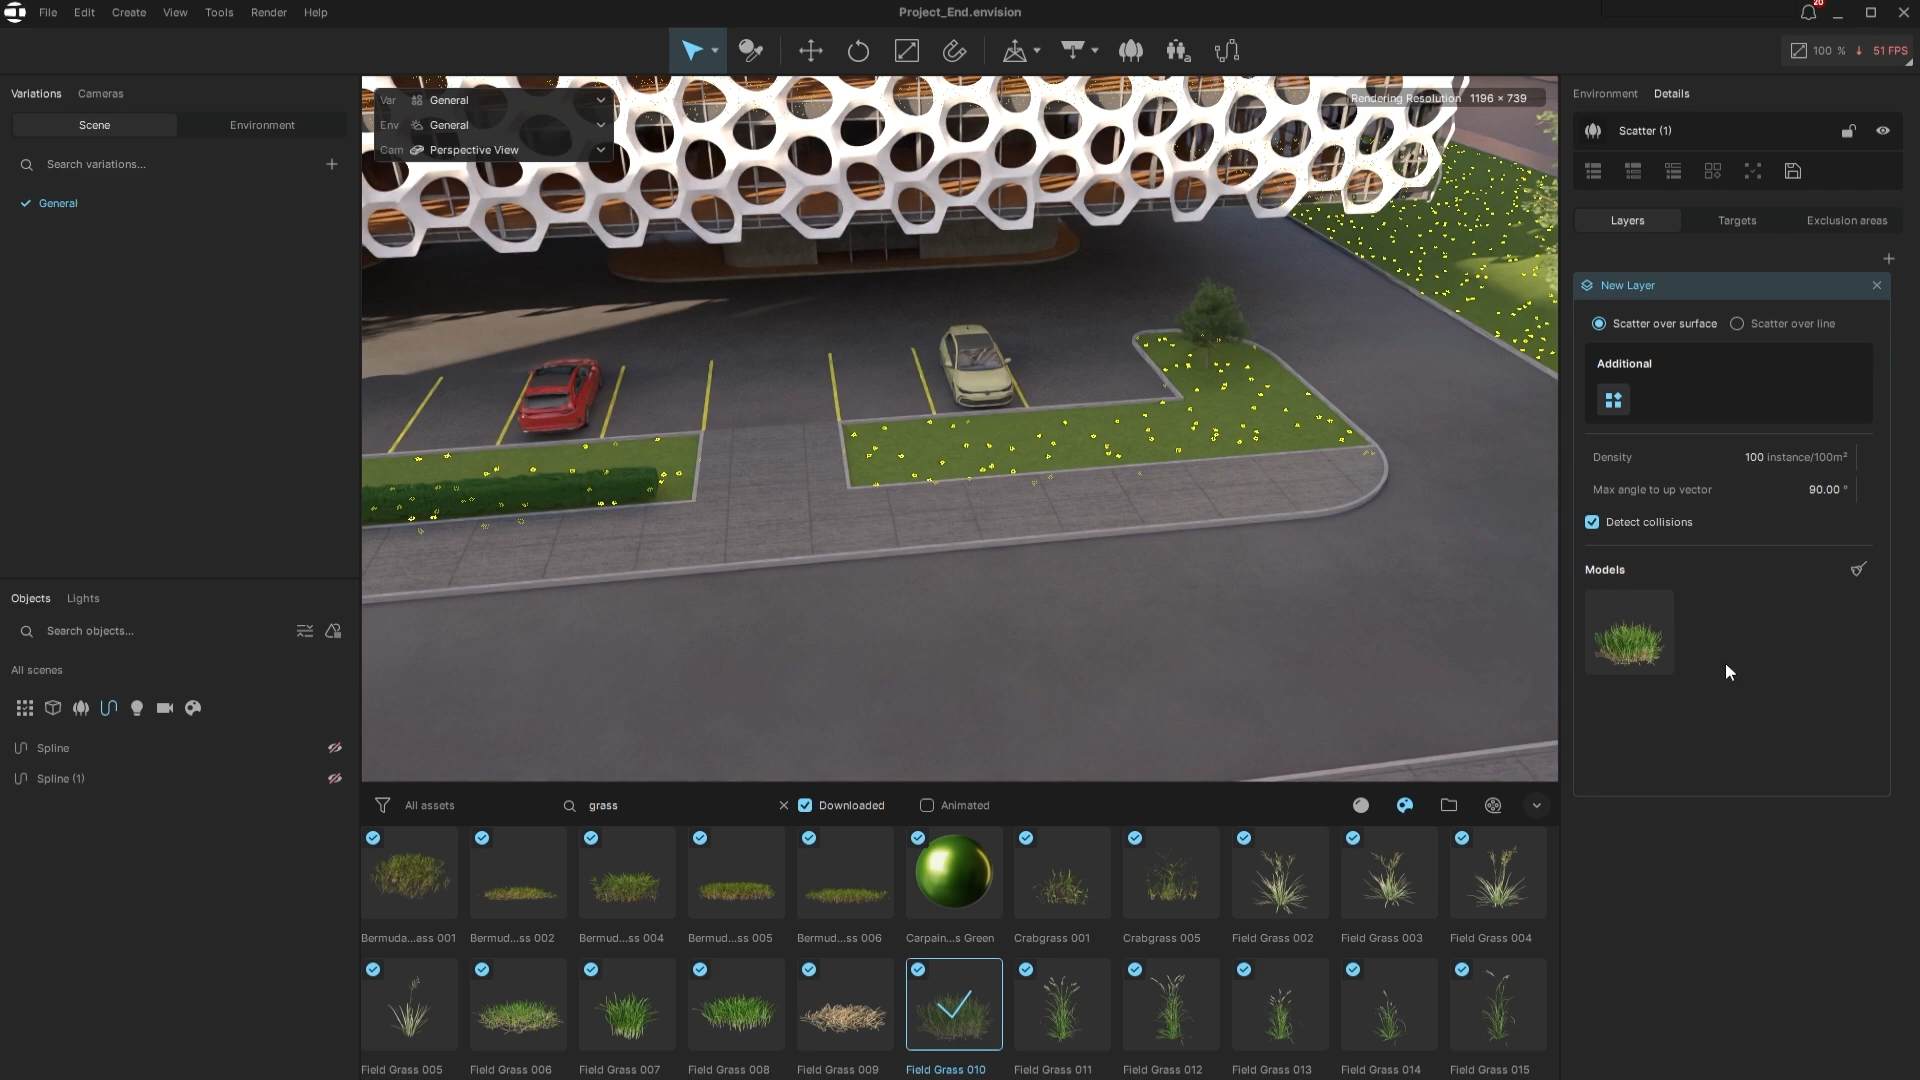 File Edit Create View Tools Render Help
Project_End.envision
20
100 % 51 FPS
Variations Cameras
Scene Environment
Search variations...
General
Var General
Env General
Cam Perspective View
Rendering Resolution 1196 × 739
Environment Details
Scatter (1)
Layers Targets Exclusion areas
New Layer
Scatter over surface Scatter over line
Additional
Density 100 instance/100m²
Max angle to up vector 90.00 °
Detect collisions
Models
Objects Lights
Search objects...
All scenes
Spline
Spline (1)
All assets grass Downloaded Animated
Bermuda...ass 001 Bermud...ss 002 Bermud...ss 004 Bermud...ss 005 Bermud...ss 006 Carpain...s Green Crabgrass 001 Crabgrass 005 Field Grass 002 Field Grass 003 Field Grass 004
Field Grass 005 Field Grass 006 Field Grass 007 Field Grass 008 Field Grass 009 Field Grass 010 Field Grass 011 Field Grass 012 Field Grass 013 Field Grass 014 Field Grass 015